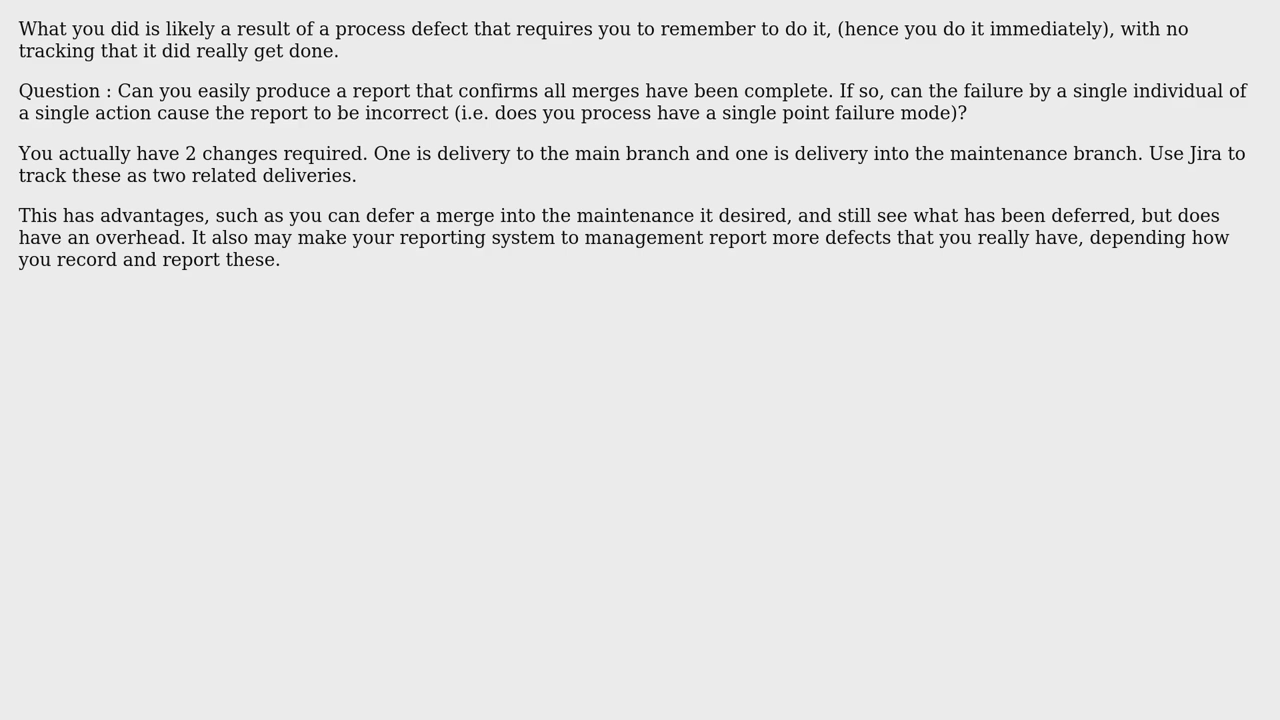 What you did is likely a result of a process defect that requires you to remember to do it, (hence you do it immediately), with no
tracking that it did really get done.
Question : Can you easily produce a report that confirms all merges have been complete. If so, can the failure by a single individual of
a single action cause the report to be incorrect (i.e. does you process have a single point failure mode)?
You actually have 2 changes required. One is delivery to the main branch and one is delivery into the maintenance branch. Use Jira to
track these as two related deliveries.
This has advantages, such as you can defer a merge into the maintenance it desired, and still see what has been deferred, but does
have an overhead. It also may make your reporting system to management report more defects that you really have, depending how
you record and report these.